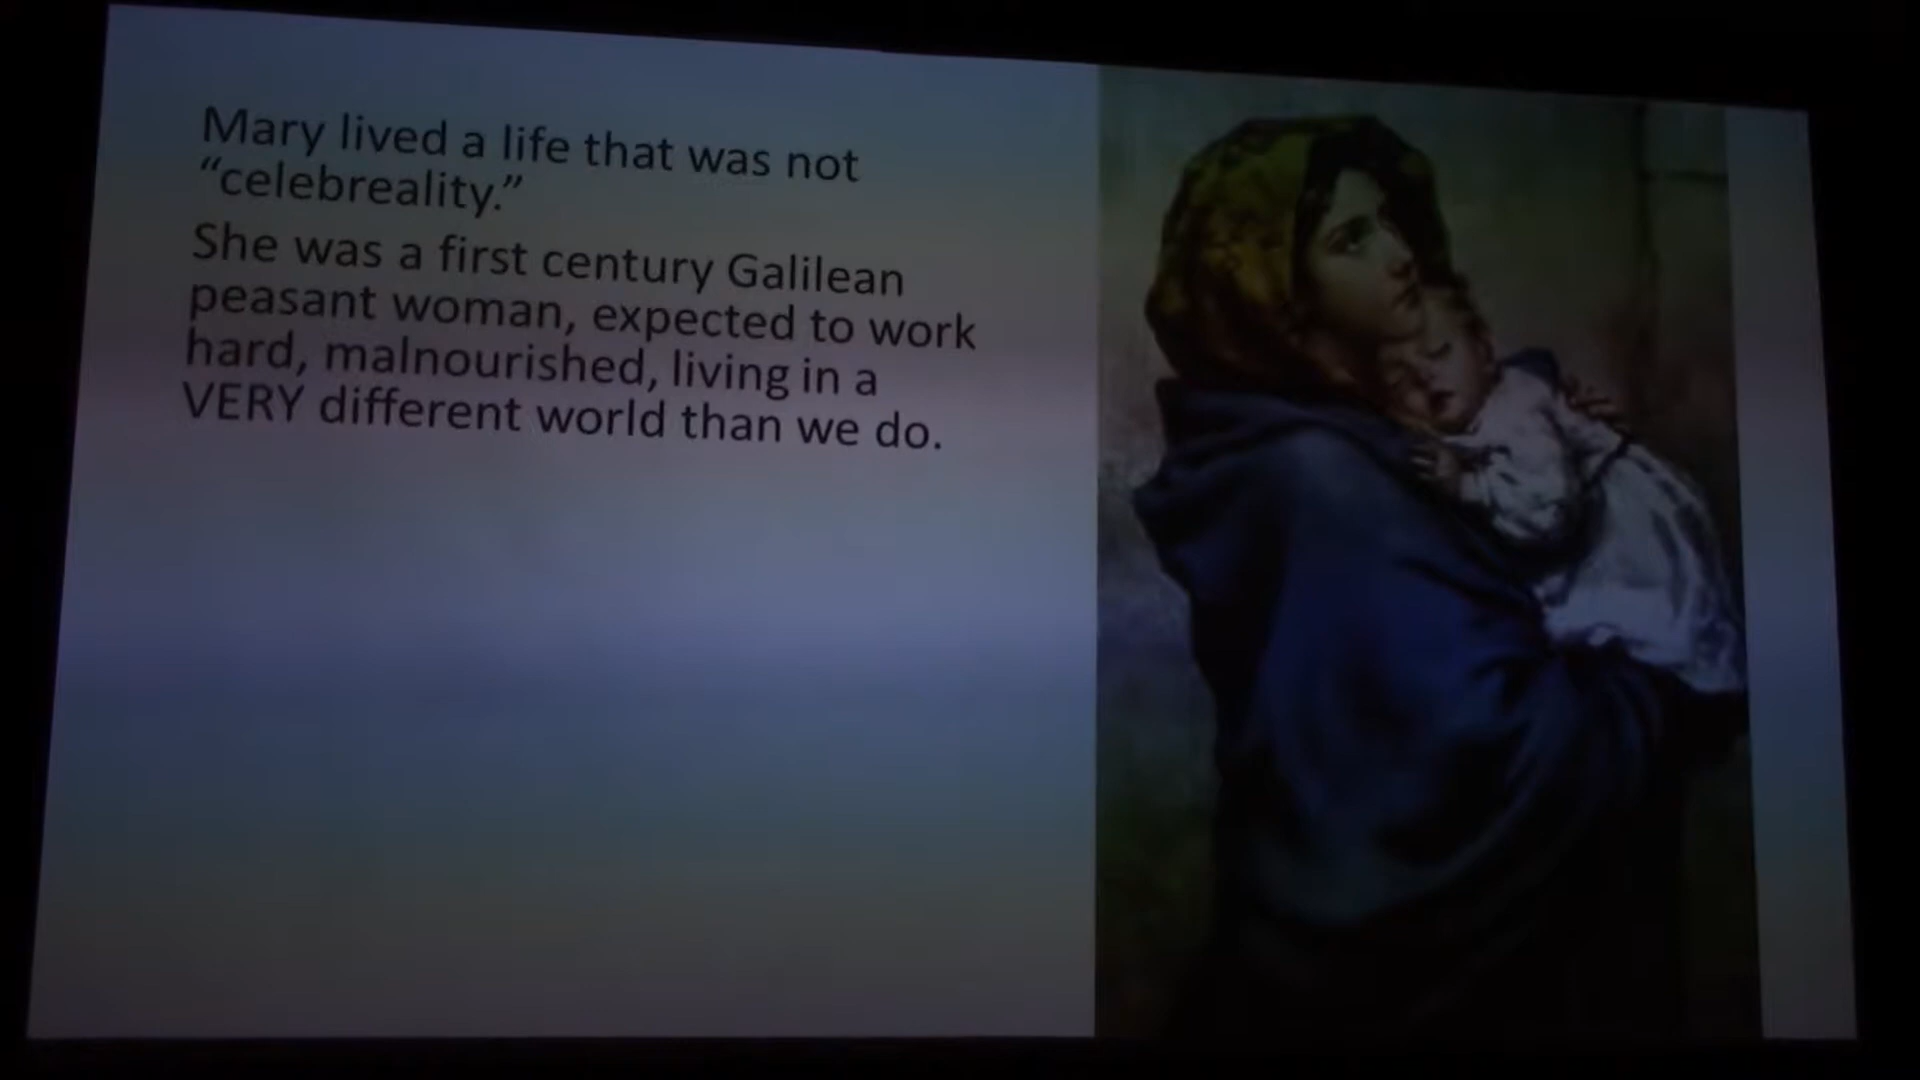 Mary lived a life that was not
“celebreality.”
She was a first century Galilean
peasant woman, expected to work
hard, malnourished, living in a
VERY different world than we do.